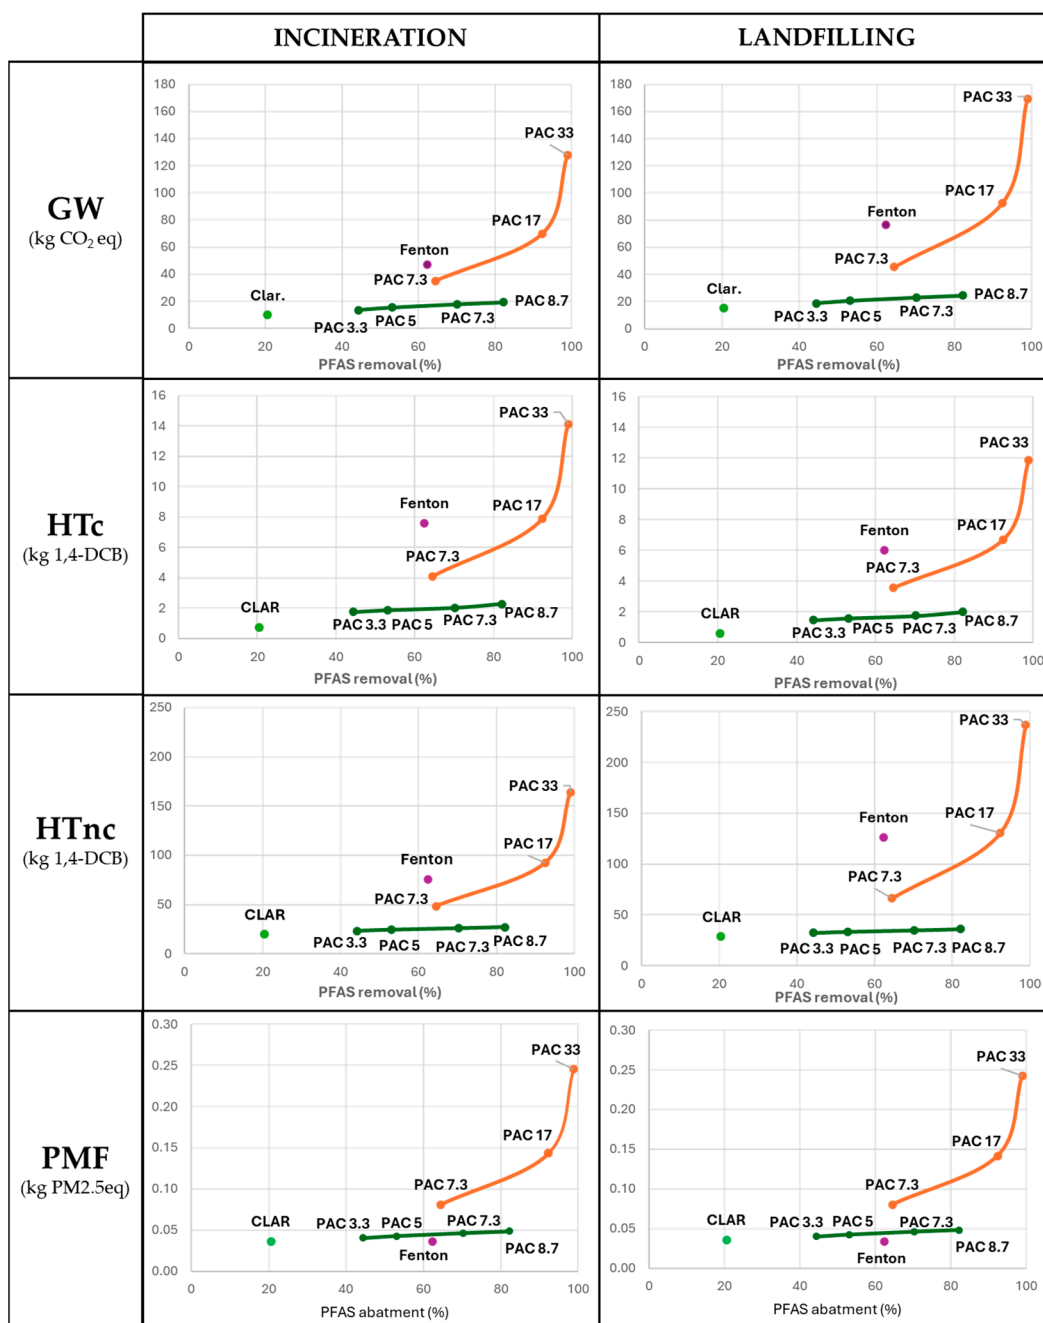 INCINERATION
LANDFILLING
GW
(kg CO₂ eq)
180
160
140
120
100
80
60
40
20
0
PAC 33
PAC 17
Fenton
PAC 7.3
Clar.
PAC 3.3
PAC 5
PAC 7.3
PAC 8.7
0 20 40 60 80 100
PFAS removal (%)
180
160
140
120
100
80
60
40
20
0
PAC 33
PAC 17
Fenton
PAC 7.3
Clar.
PAC 3.3
PAC 5
PAC 7.3
PAC 8.7
0 20 40 60 80 100
PFAS removal (%)
HTc
(kg 1,4-DCB)
16
14
12
10
8
6
4
2
0
PAC 33
PAC 17
Fenton
PAC 7.3
CLAR
PAC 3.3
PAC 5
PAC 7.3
PAC 8.7
0 20 40 60 80 100
PFAS removal (%)
16
14
12
10
8
6
4
2
0
PAC 33
PAC 17
Fenton
PAC 7.3
CLAR
PAC 3.3
PAC 5
PAC 7.3
PAC 8.7
0 20 40 60 80 100
PFAS removal (%)
HTnc
(kg 1,4-DCB)
250
200
150
100
50
0
PAC 33
PAC 17
Fenton
PAC 7.3
CLAR
PAC 3.3
PAC 5
PAC 7.3
PAC 8.7
0 20 40 60 80 100
PFAS removal (%)
250
200
150
100
50
0
PAC 33
PAC 17
Fenton
PAC 7.3
CLAR
PAC 3.3
PAC 5
PAC 7.3
PAC 8.7
0 20 40 60 80 100
PFAS removal (%)
PMF
(kg PM2.5eq)
0.30
0.25
0.20
0.15
0.10
0.05
0.00
PAC 33
PAC 17
PAC 7.3
CLAR
PAC 3.3
PAC 5
PAC 7.3
PAC 8.7
Fenton
0 20 40 60 80 100
PFAS abatment (%)
0.30
0.25
0.20
0.15
0.10
0.05
0.00
PAC 33
PAC 17
PAC 7.3
CLAR
PAC 3.3
PAC 5
PAC 7.3
PAC 8.7
Fenton
0 20 40 60 80 100
PFAS abatment (%)